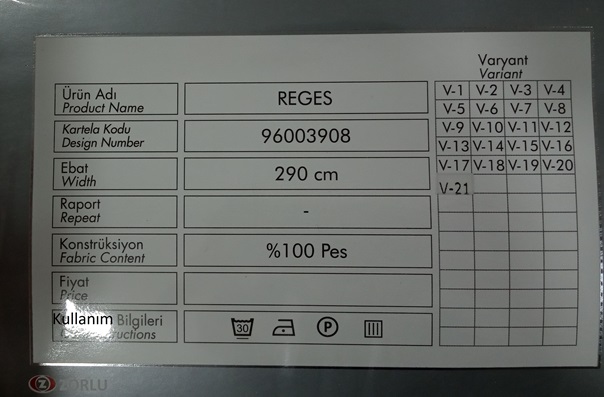 Varyant
Variant
Ürün Adı
Product Name
REGES
Kartela Kodu
Design Number
96003908
Ebat
Width
290 cm
Raport
Repeat
-
Konstrüksiyon
Fabric Content
%100 Pes
Fiyat
Price
Kullanım Bilgileri
30 P
V-1 V-2 V-3 V-4
V-5 V-6 V-7 V-8
V-9 V-10 V-11 V-12
V-13 V-14 V-15 V-16
V-17 V-18 V-19 V-20
V-21
ZORLU